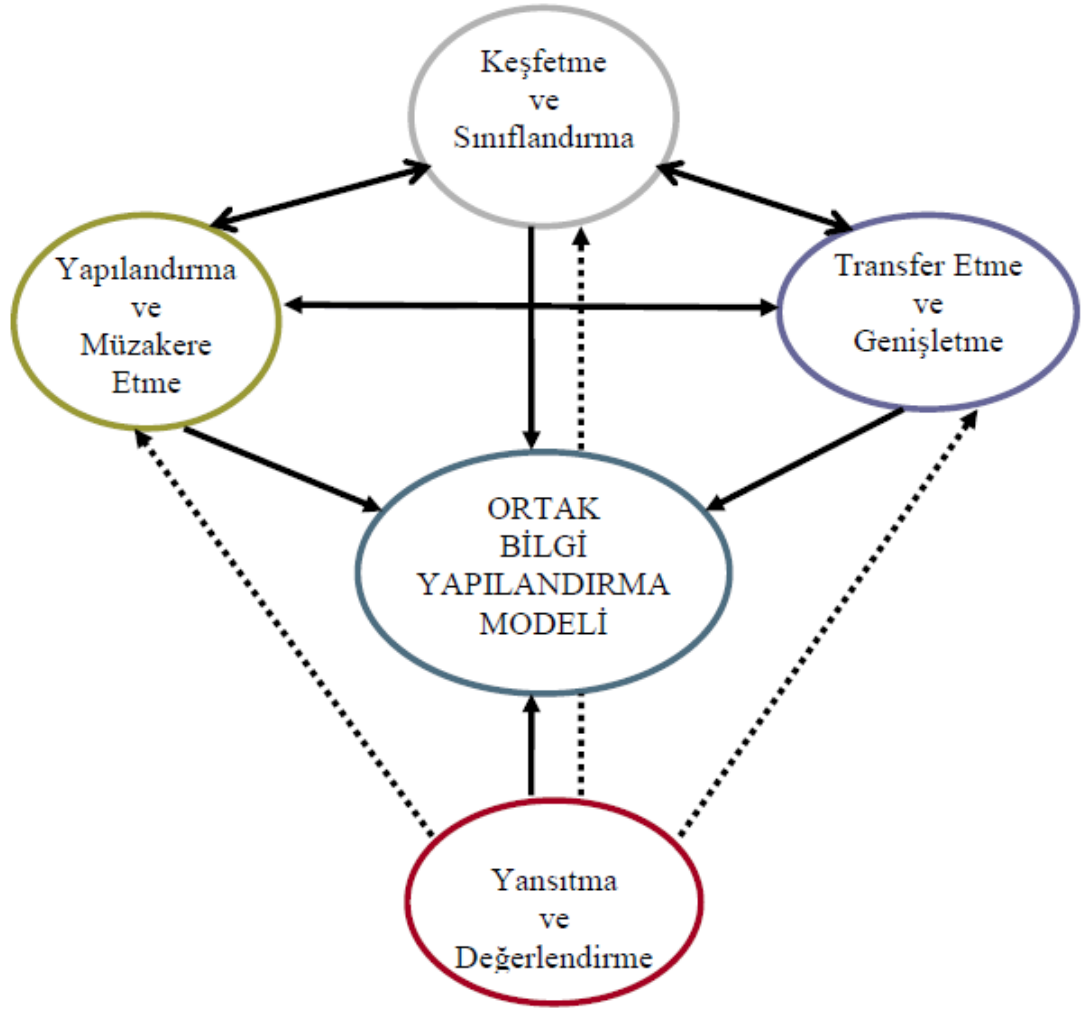 Keşfetme
ve
Sınıflandırma
Yapılandırma
ve
Müzakere
Etme
Transfer Etme
ve
Genişletme
ORTAK
BİLGİ
YAPILANDIRMA
MODELİ
Yansıtma
ve
Değerlendirme